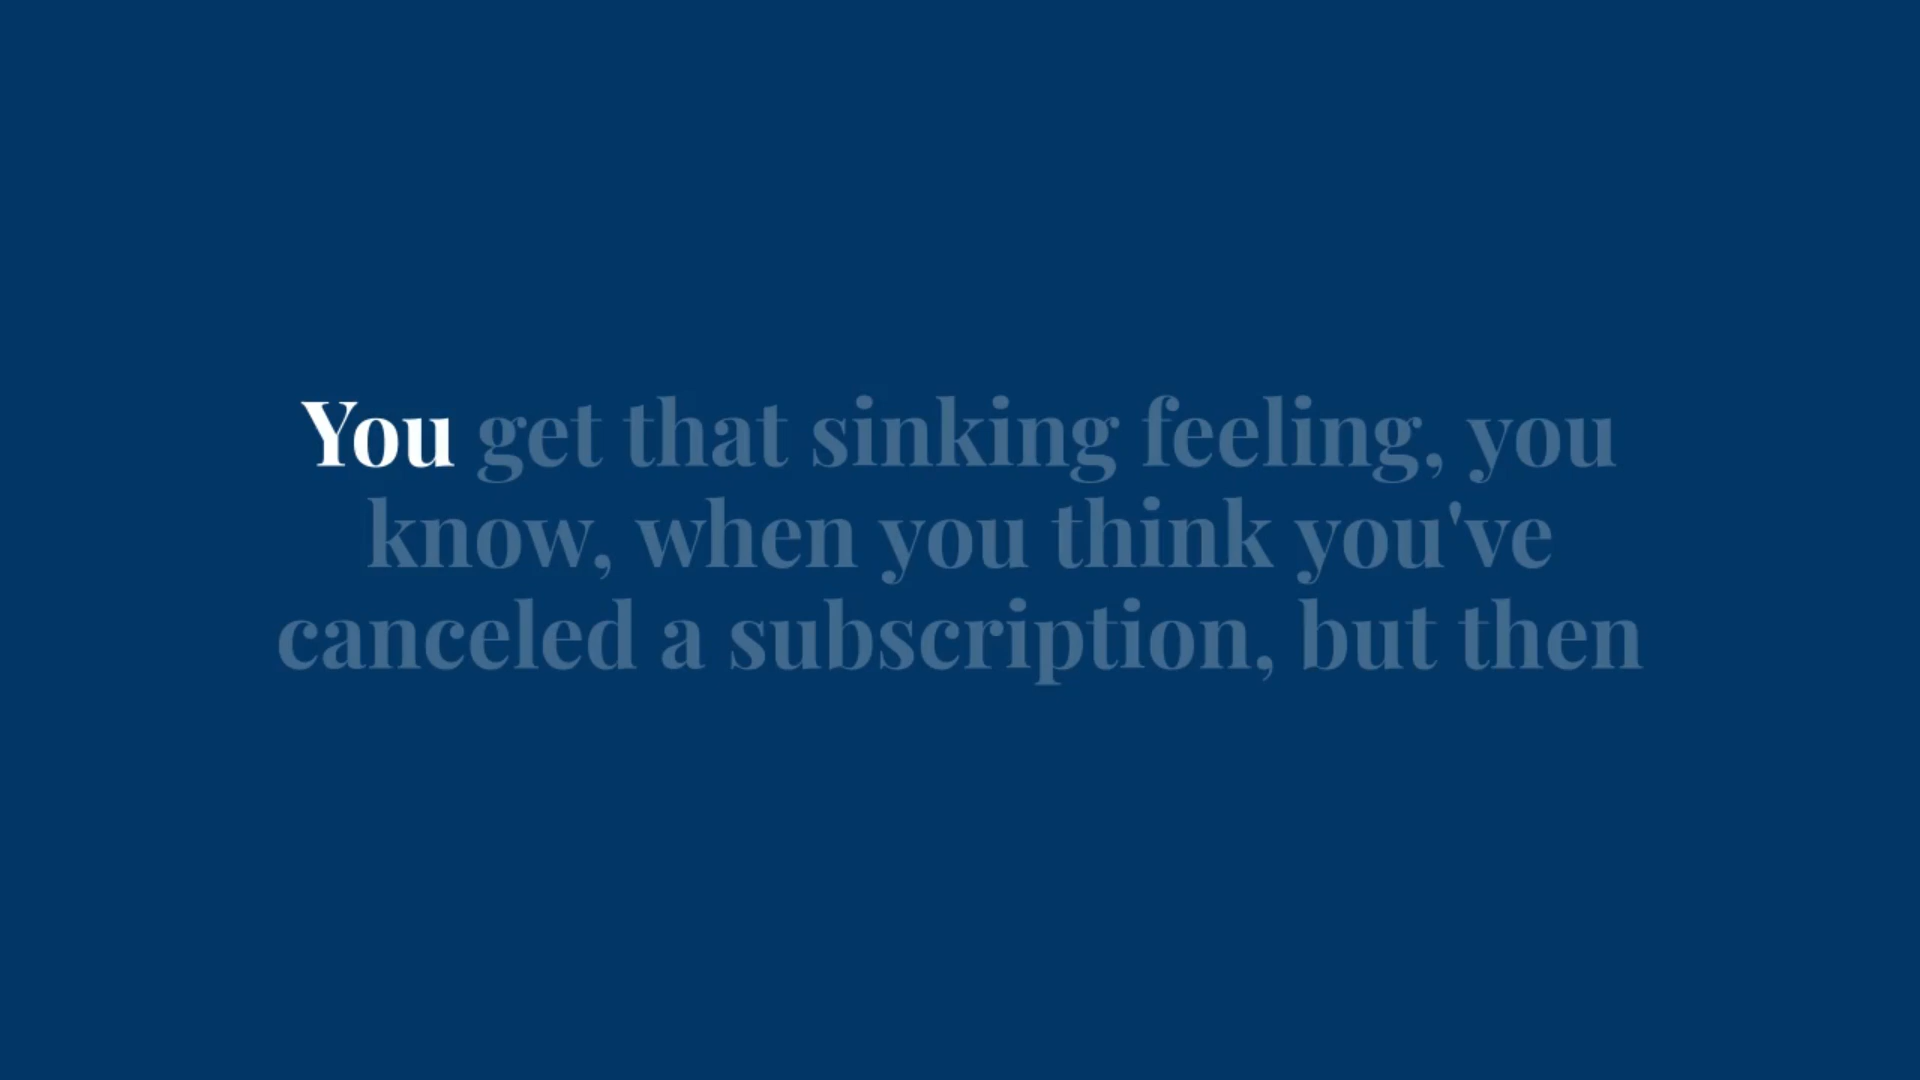 You get that sinking feeling, you
know, when you think you've
canceled a subscription, but then